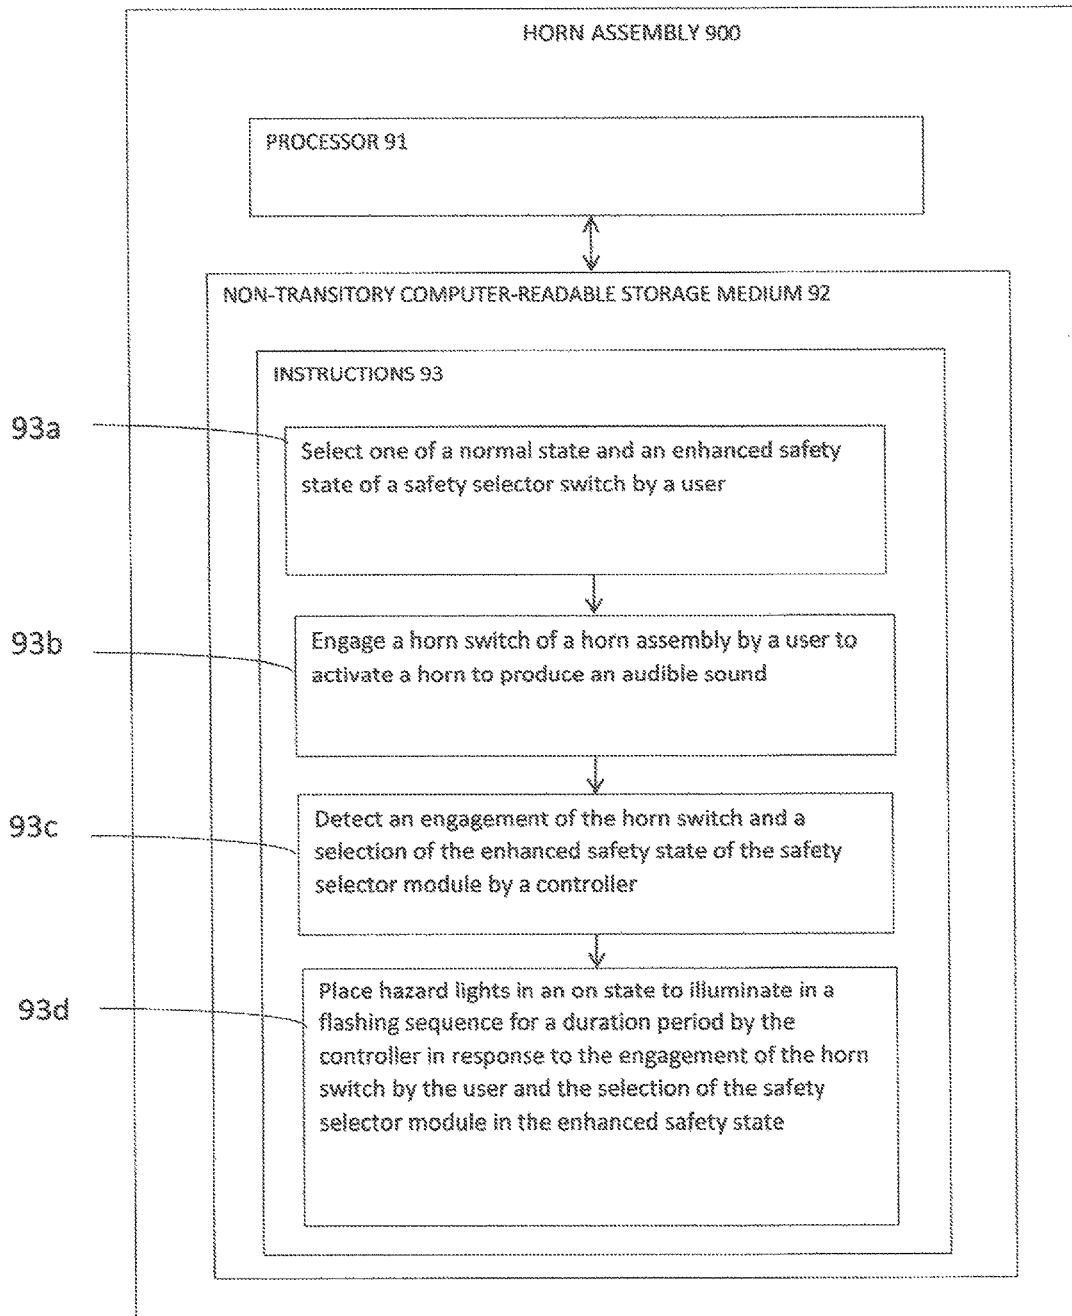 HORN ASSEMBLY 900
PROCESSOR 91
NON-TRANSITORY COMPUTER-READABLE STORAGE MEDIUM 92
INSTRUCTIONS 93
93a
Select one of a normal state and an enhanced safety
state of a safety selector switch by a user
93b
Engage a horn switch of a horn assembly by a user to
activate a horn to produce an audible sound
93c
Detect an engagement of the horn switch and a
selection of the enhanced safety state of the safety
selector module by a controller
93d
Place hazard lights in an on state to illuminate in a
flashing sequence for a duration period by the
controller in response to the engagement of the horn
switch by the user and the selection of the safety
selector module in the enhanced safety state